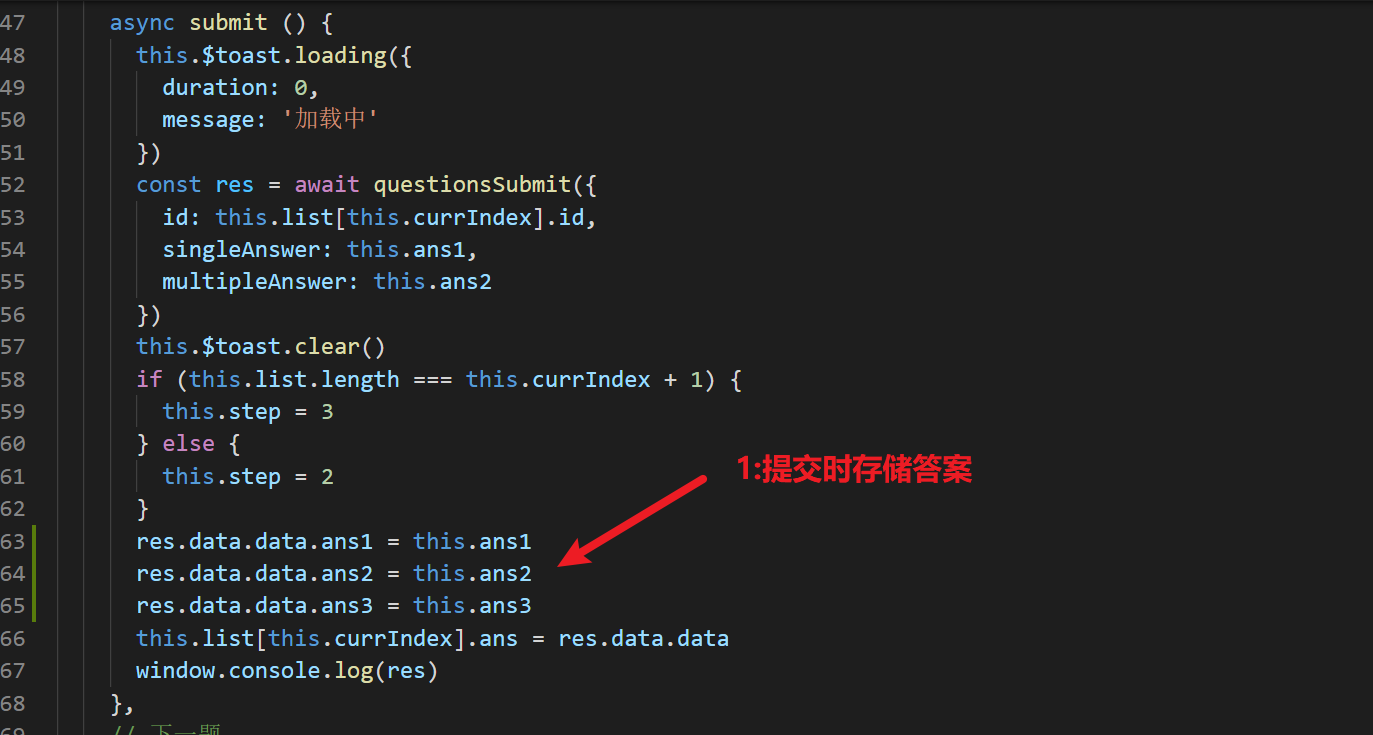 47 async submit () {
48 this.$toast.loading({
49 duration: 0,
50 message: '加载中'
51 })
52 const res = await questionsSubmit({
53 id: this.list[this.currIndex].id,
54 singleAnswer: this.ans1,
55 multipleAnswer: this.ans2
56 })
57 this.$toast.clear()
58 if (this.list.length === this.currIndex + 1) {
59 this.step = 3
60 } else {
61 this.step = 2
62 }
1:提交时存储答案
63 res.data.data.ans1 = this.ans1
64 res.data.data.ans2 = this.ans2
65 res.data.data.ans3 = this.ans3
66 this.list[this.currIndex].ans = res.data.data
67 window.console.log(res)
68 },
69 // 下一题